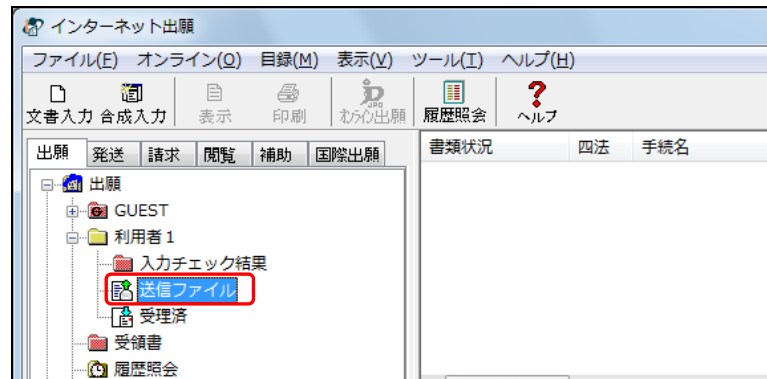 インターネット出願
ファイル(F) オンライン(O) 目録(M) 表示(V) ツール(T) ヘルプ(H)
文書入力 合成入力 表示 印刷 オンライン出願 履歴照会 ヘルプ
出願 発送 請求 閲覧 補助 国際出願
書類状況 四法 手続名
出願
GUEST
利用者1
入力チェック結果
送信ファイル
受理済
受領書
履歴照会